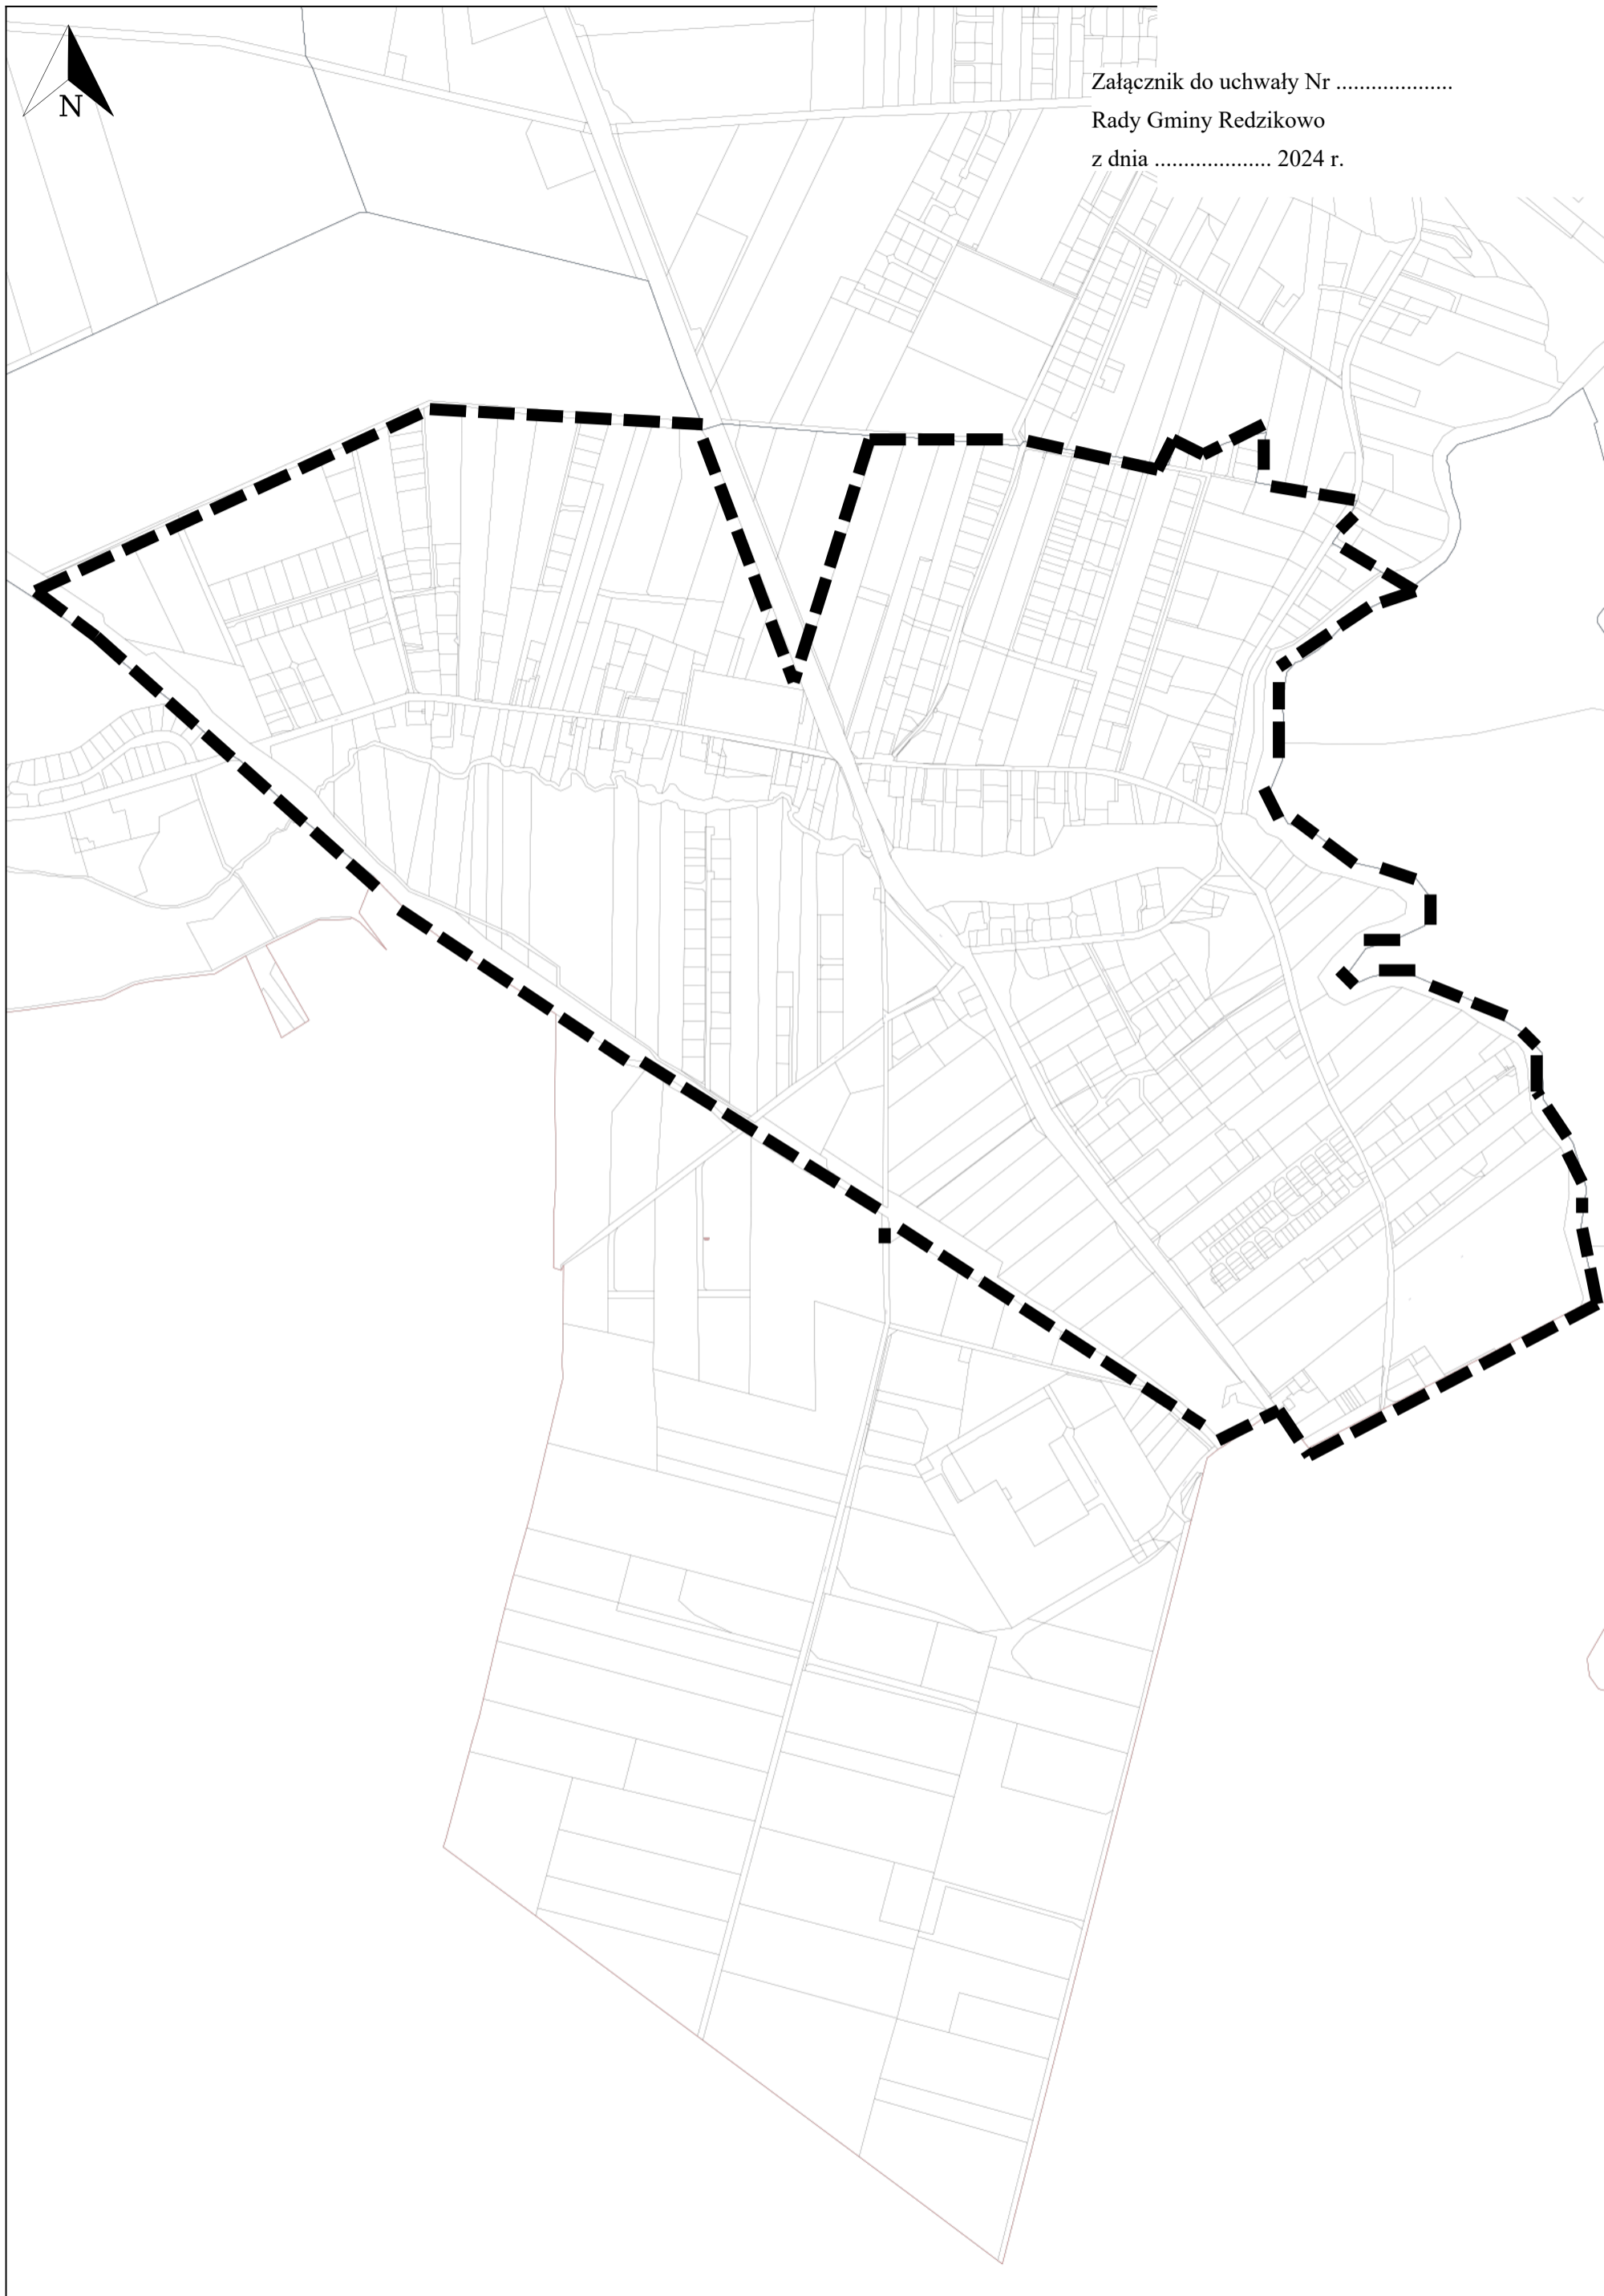 Załącznik do uchwały Nr ....................
Rady Gminy Redzikowo
z dnia .................... 2024 r.
N